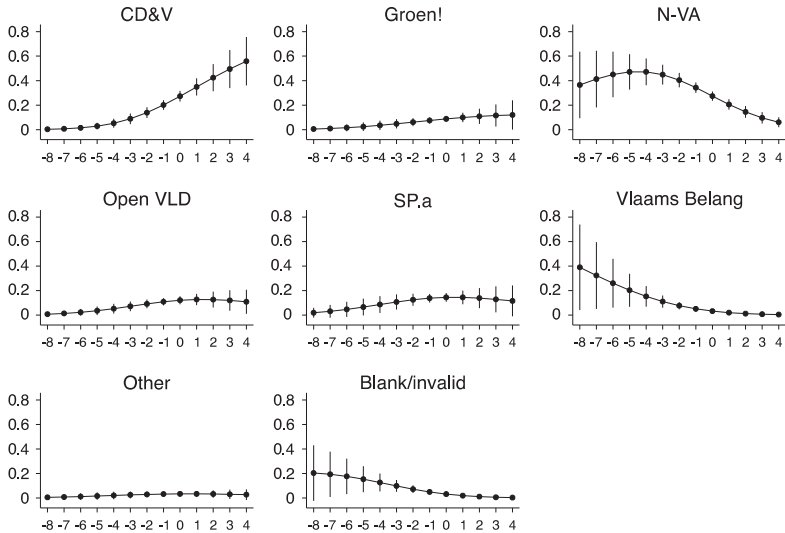 CD&V Groen! N-VA
0.8 0.8 0.8
0.6 0.6 0.6
0.4 0.4 0.4
0.2 0.2 0.2
0 0 0
-8 -7 -6 -5 -4 -3 -2 -1 0 1 2 3 4 -8 -7 -6 -5 -4 -3 -2 -1 0 1 2 3 4 -8 -7 -6 -5 -4 -3 -2 -1 0 1 2 3 4
Open VLD SP.a Vlaams Belang
0.8 0.8 0.8
0.6 0.6 0.6
0.4 0.4 0.4
0.2 0.2 0.2
0 0 0
-8 -7 -6 -5 -4 -3 -2 -1 0 1 2 3 4 -8 -7 -6 -5 -4 -3 -2 -1 0 1 2 3 4 -8 -7 -6 -5 -4 -3 -2 -1 0 1 2 3 4
Other Blank/invalid
0.8 0.8
0.6 0.6
0.4 0.4
0.2 0.2
0 0
-8 -7 -6 -5 -4 -3 -2 -1 0 1 2 3 4 -8 -7 -6 -5 -4 -3 -2 -1 0 1 2 3 4